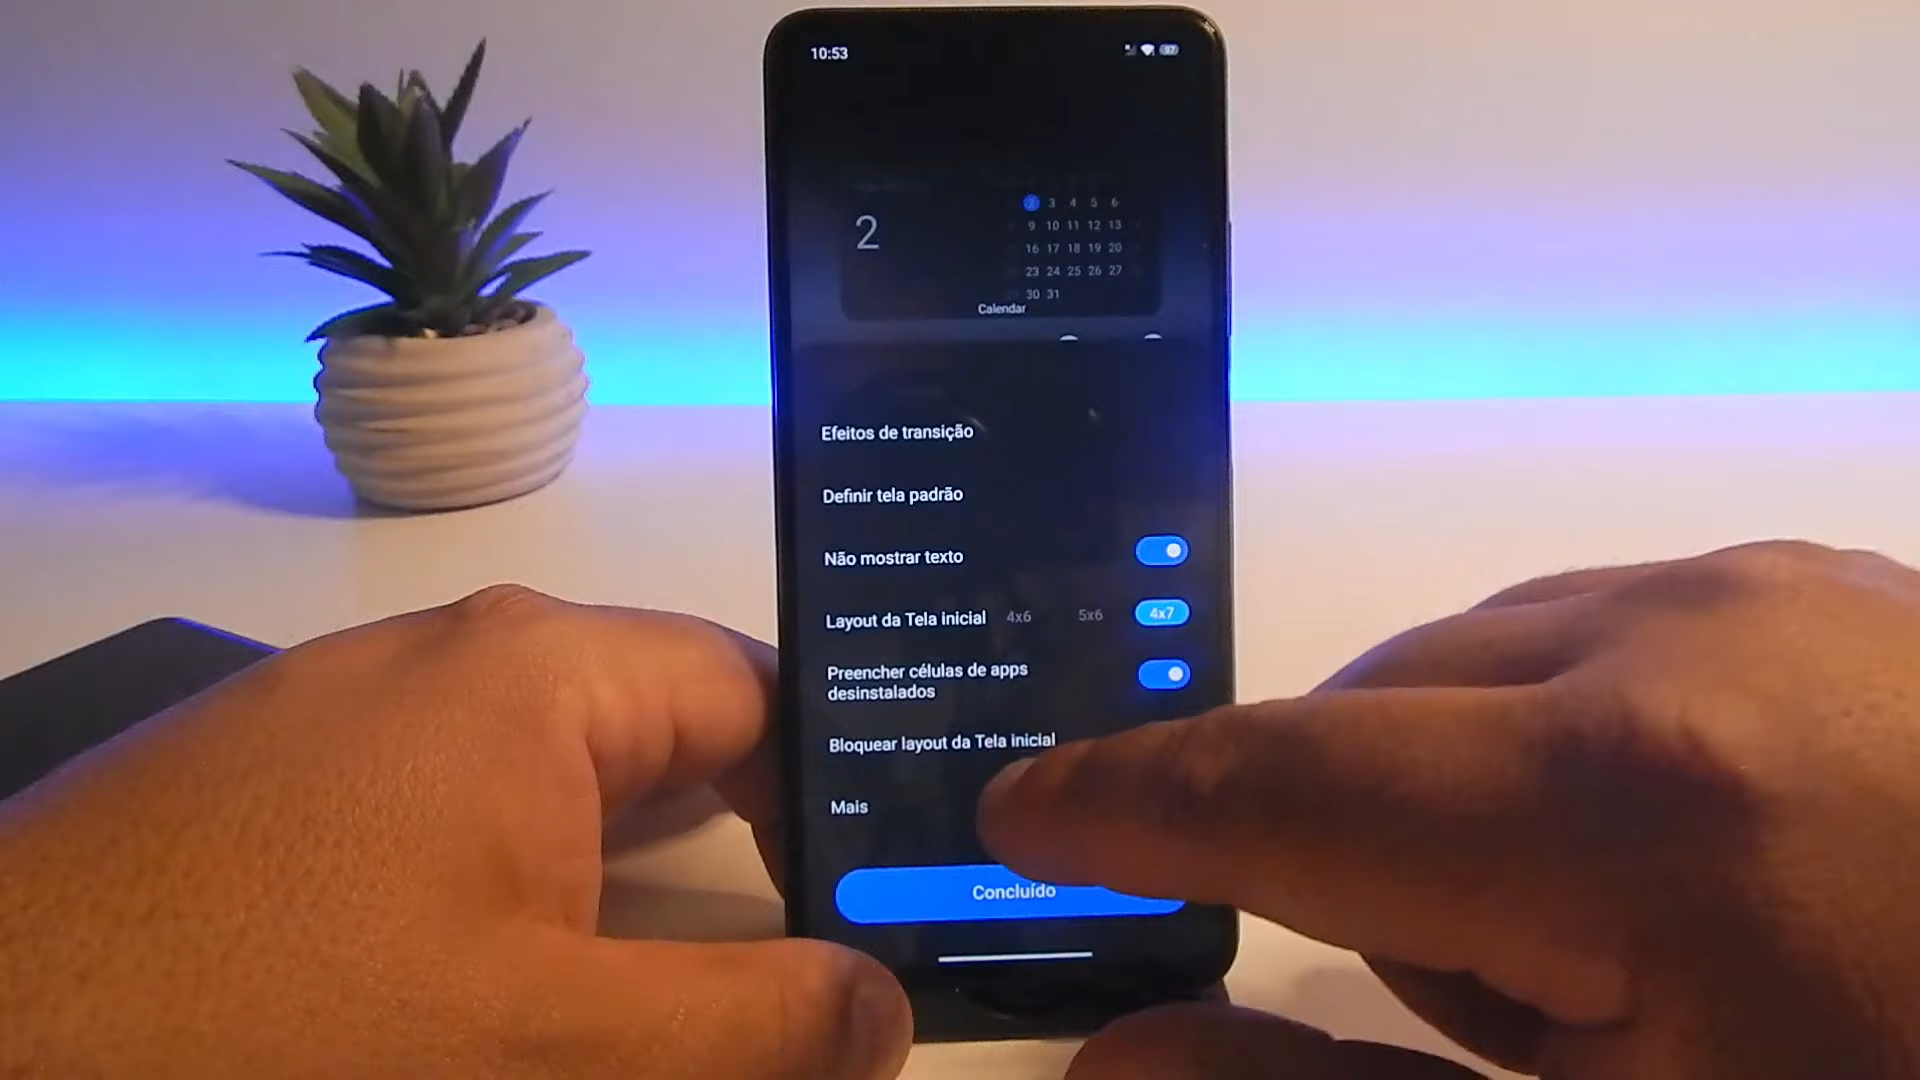 10:53
37
2
2 3 4 5 6
9 10 11 12 13
16 17 18 19 20
23 24 25 26 27
30 31
Calendar
Efeitos de transição
Definir tela padrão
Não mostrar texto
Layout da Tela inicial 4x6 5x6 4x7
Preencher células de apps
desinstalados
Bloquear layout da Tela inicial
Mais
Concluído